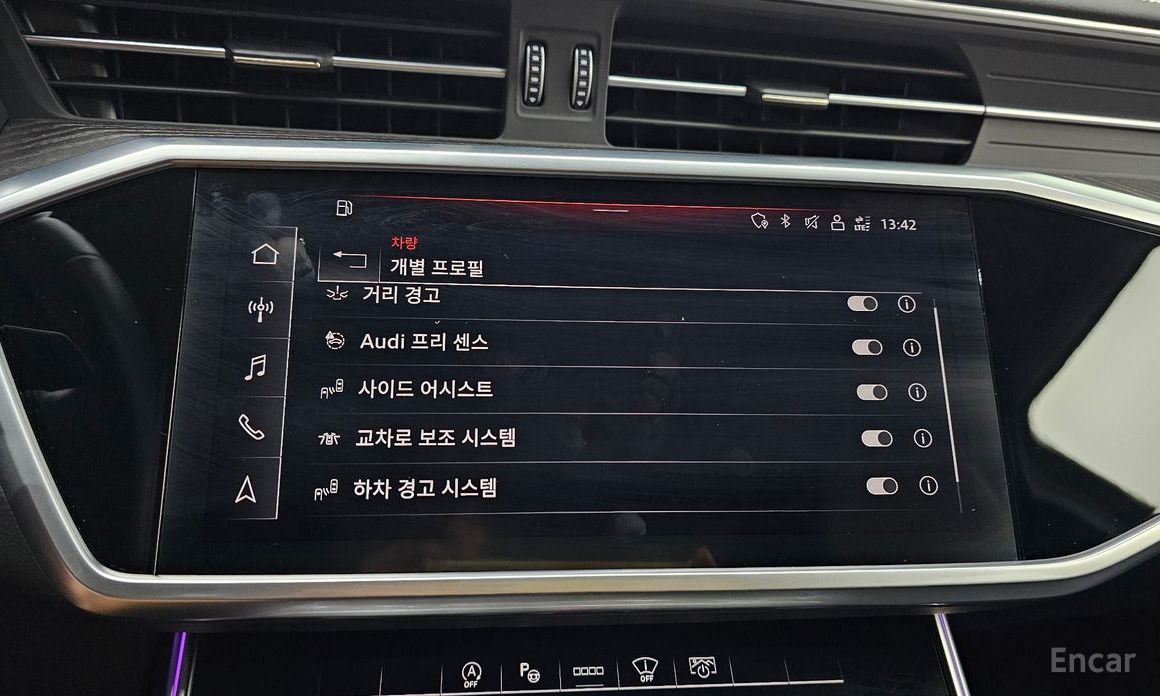 LTE
13:42
차량
개별 프로필
거리 경고
Audi 프리 센스
사이드 어시스트
교차로 보조 시스템
하차 경고 시스템
A
OFF
P
OFF
Encar